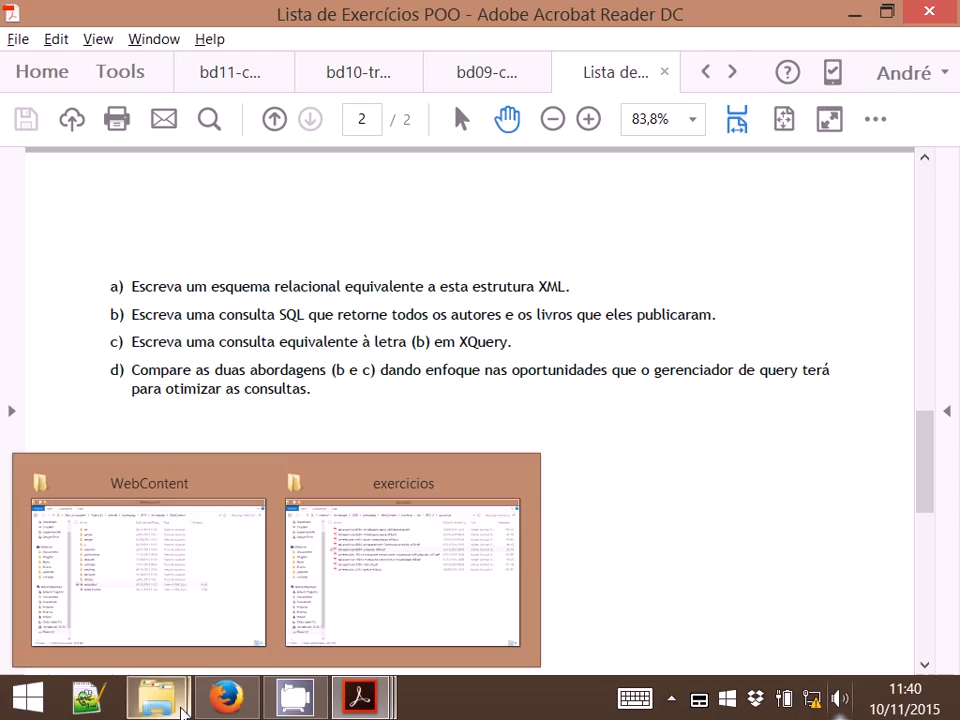 Lista de Exercícios POO - Adobe Acrobat Reader DC
File Edit View Window Help
Home Tools bd11-c... bd10-tr... bd09-c... Lista de... André
2 / 2 83,8%
a) Escreva um esquema relacional equivalente a esta estrutura XML.
b) Escreva uma consulta SQL que retorne todos os autores e os livros que eles publicaram.
c) Escreva uma consulta equivalente à letra (b) em XQuery.
d) Compare as duas abordagens (b e c) dando enfoque nas oportunidades que o gerenciador de query terá
para otimizar as consultas.
WebContent exercicios
11:40
10/11/2015